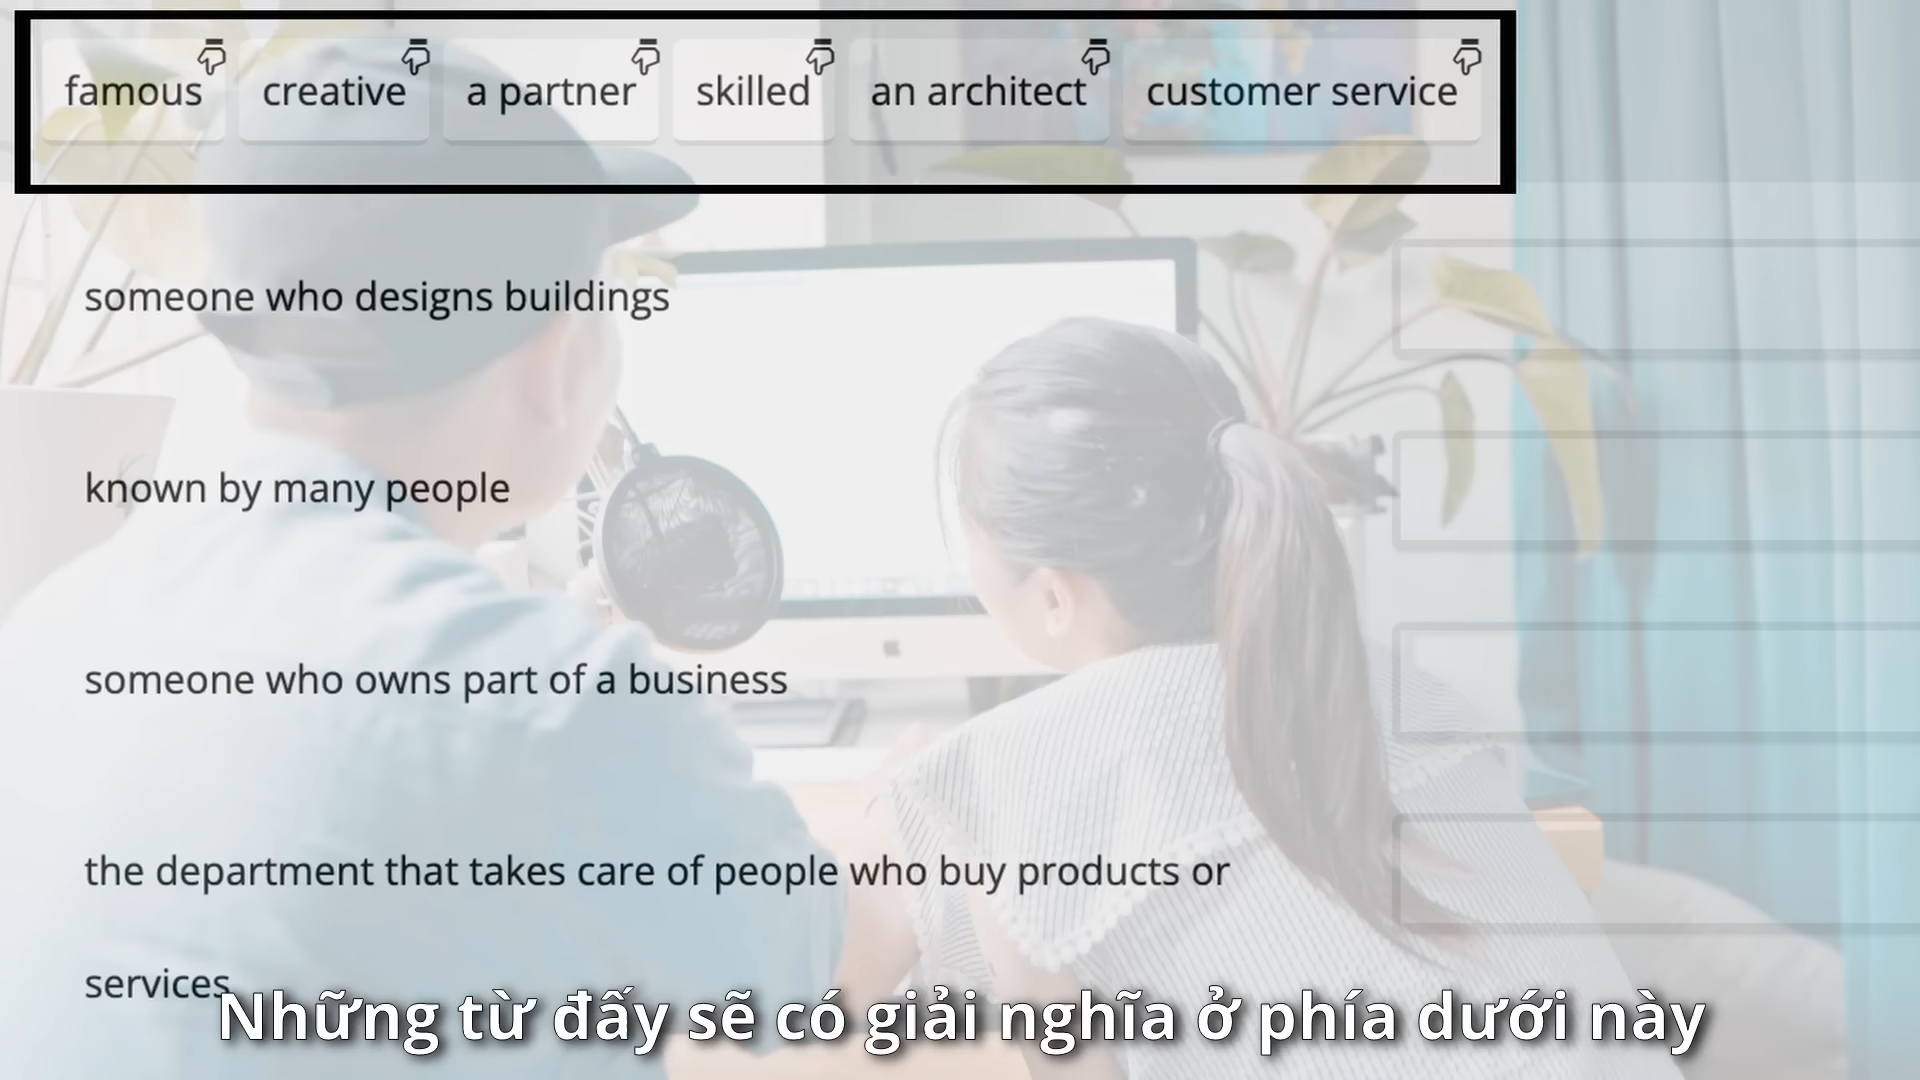 famous creative a partner skilled an architect customer service
someone who designs buildings
known by many people
someone who owns part of a business
the department that takes care of people who buy products or
services
Những từ đấy sẽ có giải nghĩa ở phía dưới này